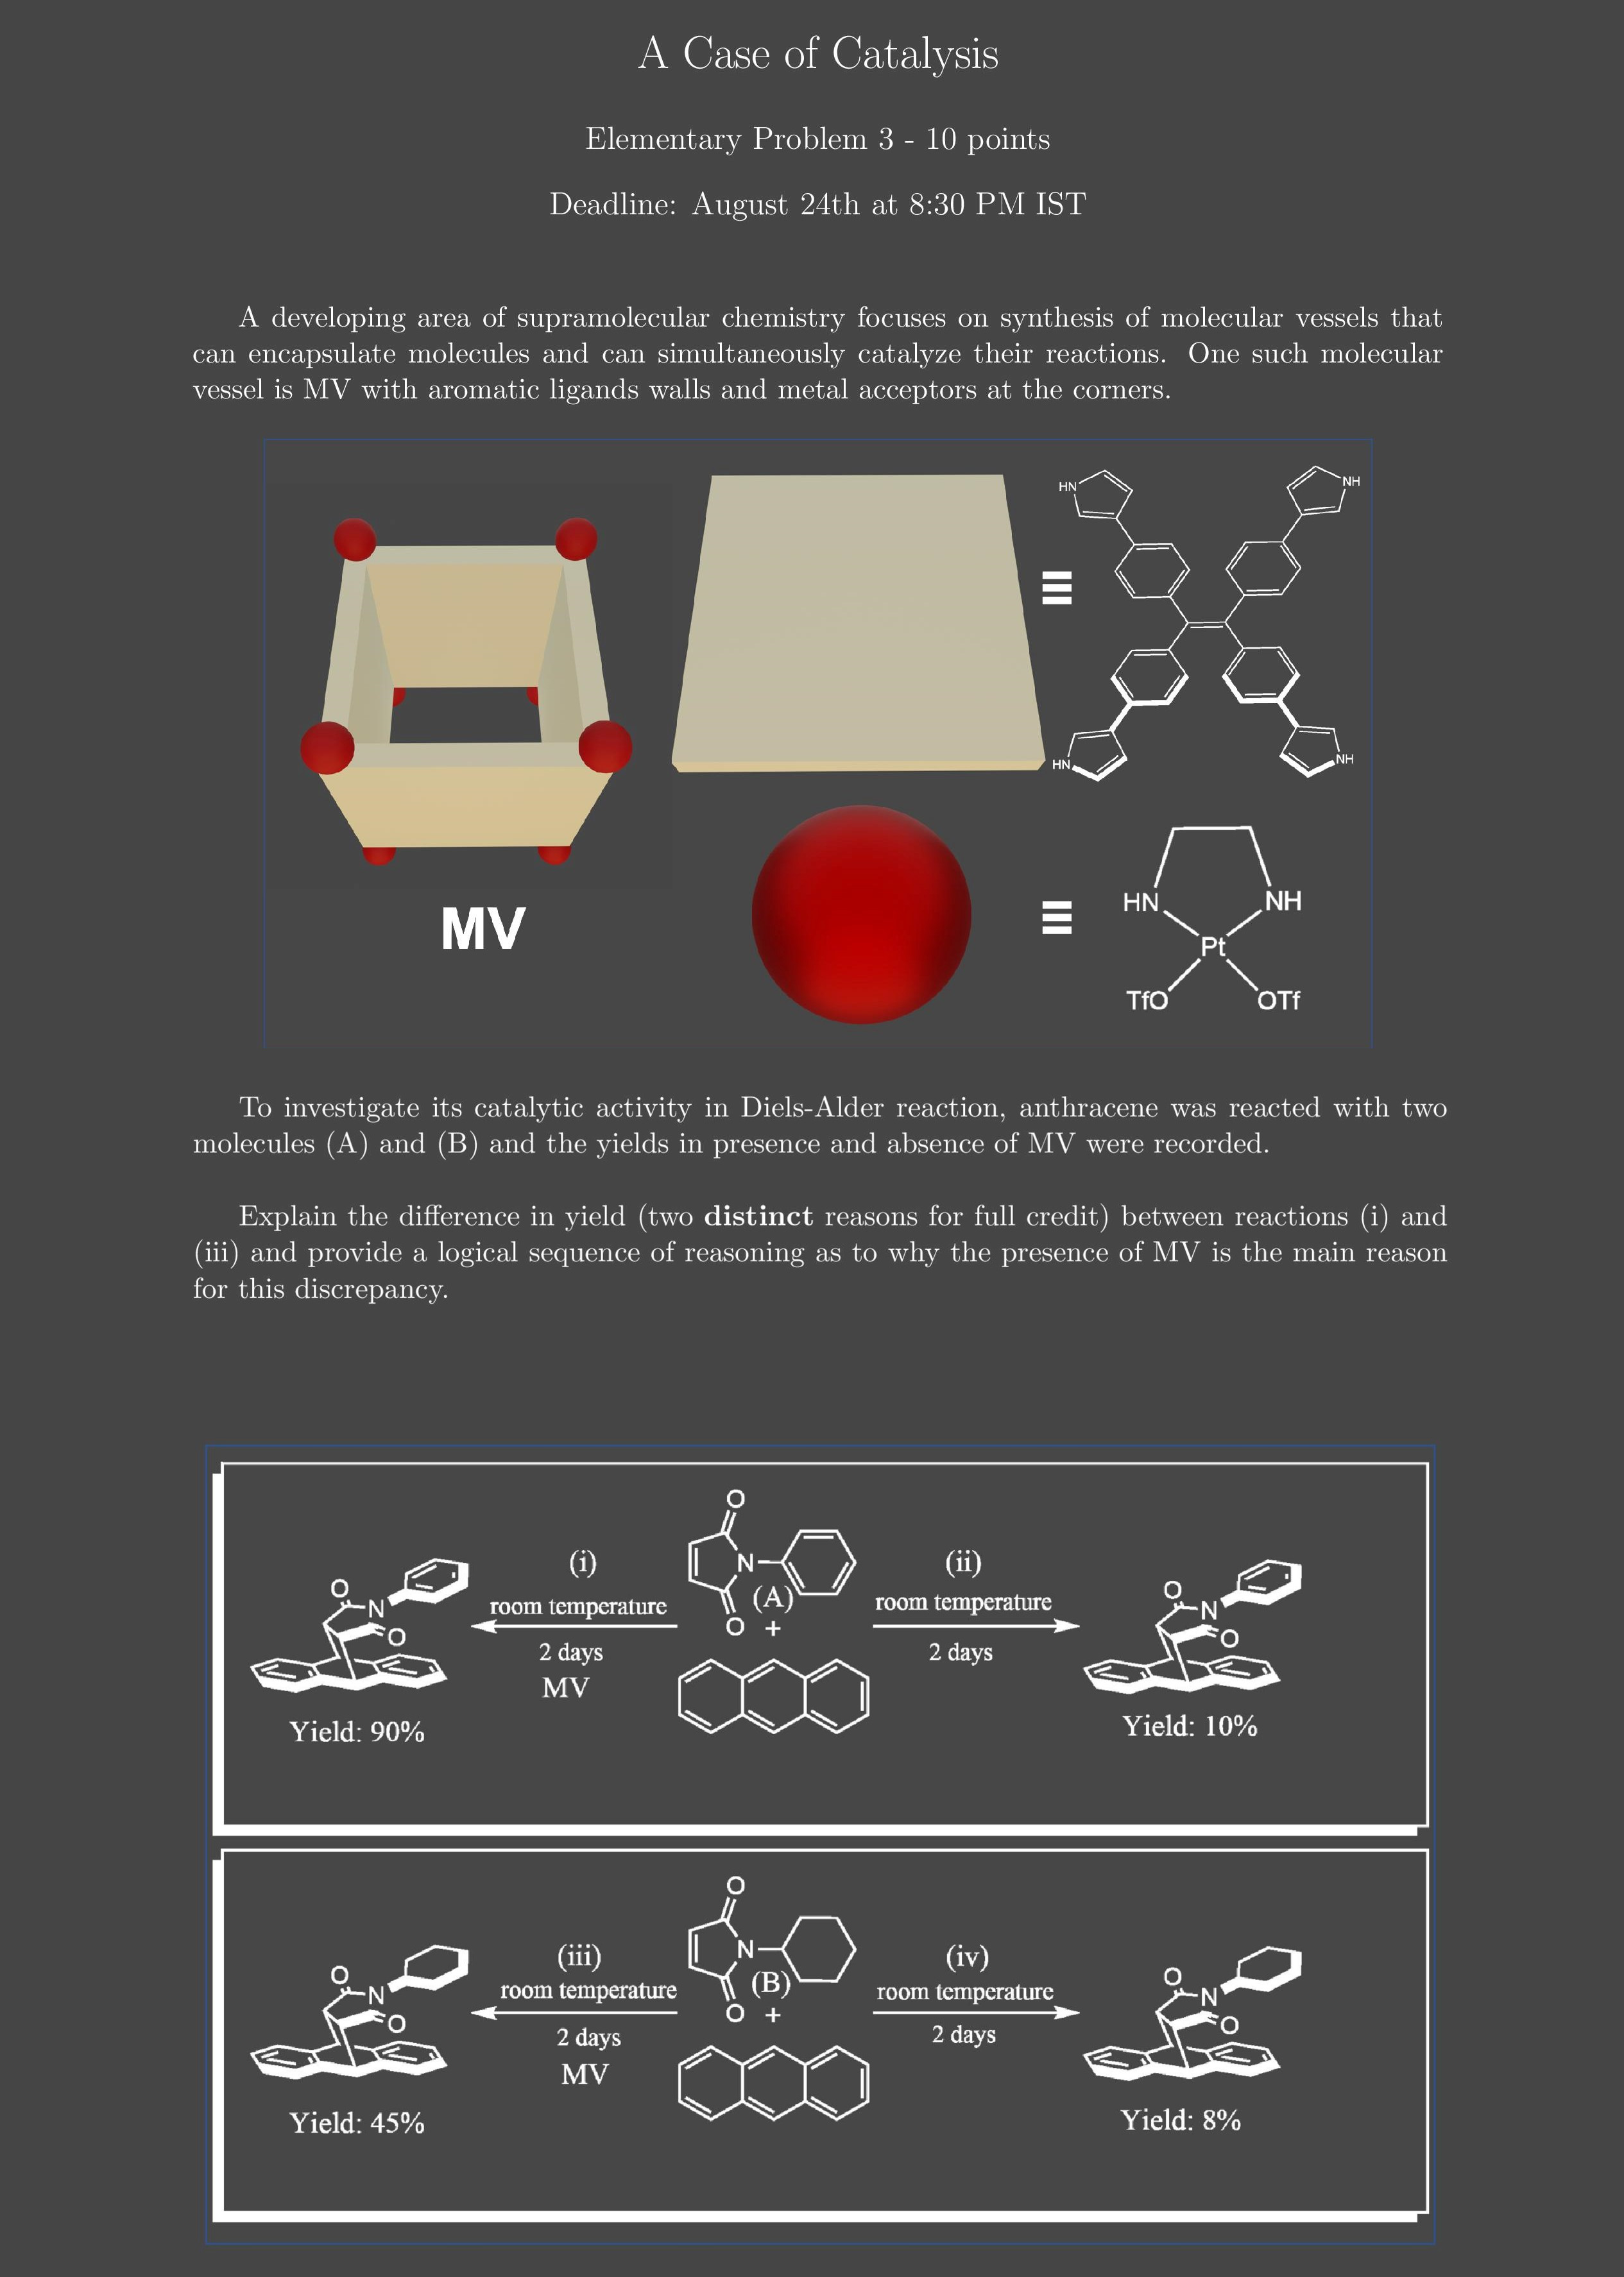 A Case of Catalysis
Elementary Problem 3 - 10 points
Deadline: August 24th at 8:30 PM IST
A developing area of supramolecular chemistry focuses on synthesis of molecular vessels that
can encapsulate molecules and can simultaneously catalyze their reactions. One such molecular
vessel is MV with aromatic ligands walls and metal acceptors at the corners.
HN NH
HN NH
MV
HN NH
Pt
TfO OTf
To investigate its catalytic activity in Diels-Alder reaction, anthracene was reacted with two
molecules (A) and (B) and the yields in presence and absence of MV were recorded.
Explain the difference in yield (two distinct reasons for full credit) between reactions (i) and
(iii) and provide a logical sequence of reasoning as to why the presence of MV is the main reason
for this discrepancy.
O
N
O
(i)
room temperature
2 days
MV
Yield: 90%
O
N
(A)
O +
(ii)
room temperature
2 days
O
N
O
Yield: 10%
O
N
O
(iii)
room temperature
2 days
MV
Yield: 45%
O
N
(B)
O +
(iv)
room temperature
2 days
O
N
O
Yield: 8%